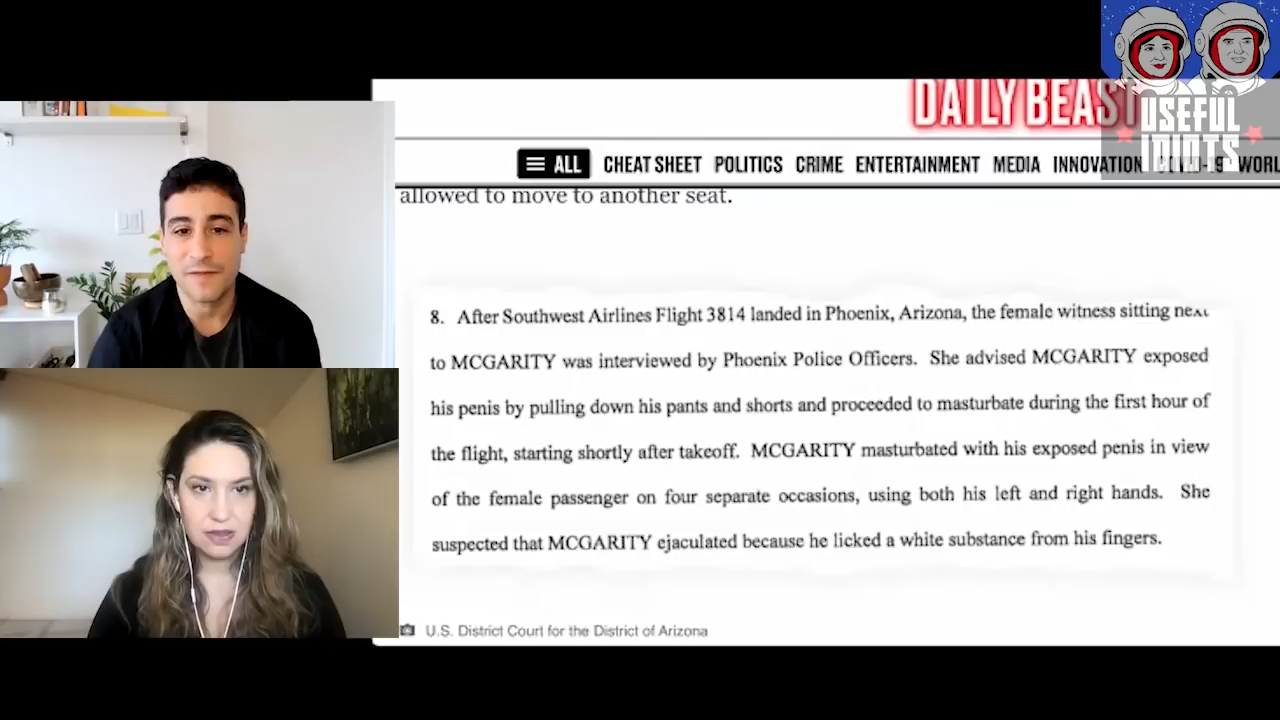 DAILY BEAST
USEFUL
IDIOTS
ALL CHEAT SHEET POLITICS CRIME ENTERTAINMENT MEDIA INNOVATION COVID-19 WORL
allowed to move to another seat.
8. After Southwest Airlines Flight 3814 landed in Phoenix, Arizona, the female witness sitting next
to MCGARITY was interviewed by Phoenix Police Officers. She advised MCGARITY exposed
his penis by pulling down his pants and shorts and proceeded to masturbate during the first hour of
the flight, starting shortly after takeoff. MCGARITY masturbated with his exposed penis in view
of the female passenger on four separate occasions, using both his left and right hands. She
suspected that MCGARITY ejaculated because he licked a white substance from his fingers.
U.S. District Court for the District of Arizona